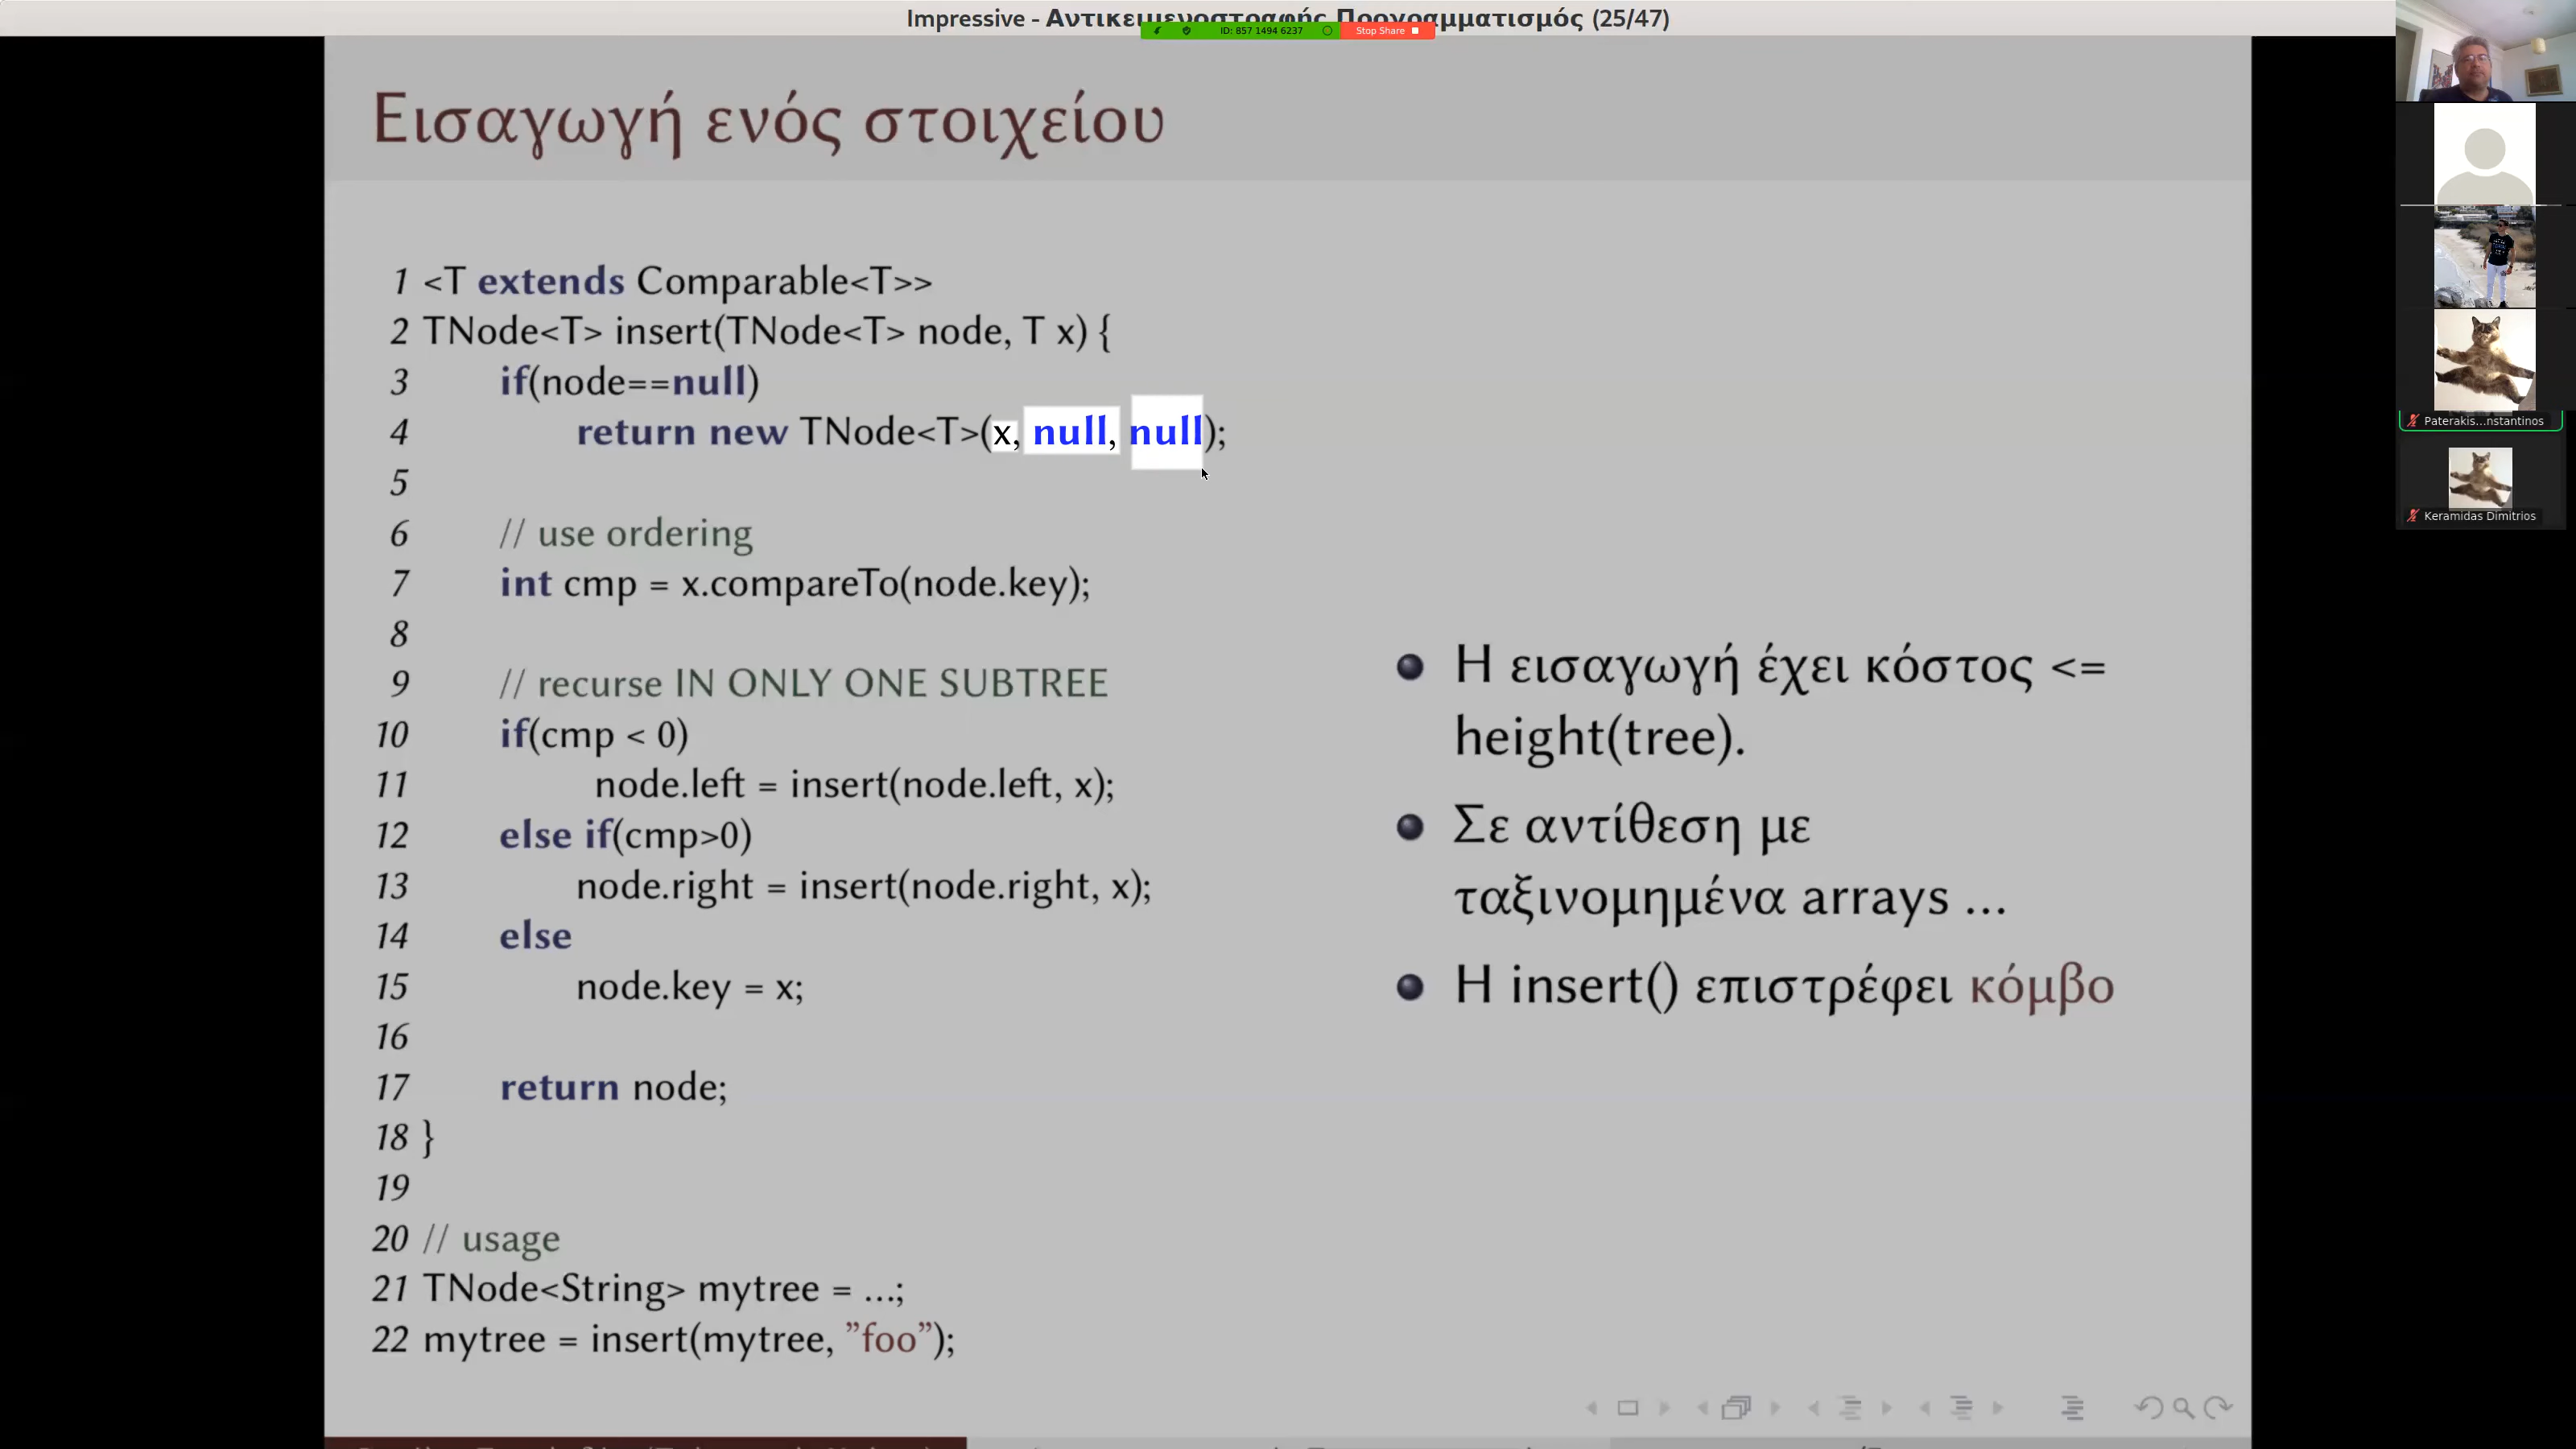 Impressive - Αντικειμενοστραφής Προγραμματισμός (25/47)
ID: 857 1494 6237
Stop Share
Εισαγωγή ενός στοιχείου
1 <T extends Comparable<T>>
2 TNode<T> insert(TNode<T> node, T x) {
3 if(node==null)
4 return new TNode<T>(x, null, null);
5
6 // use ordering
7 int cmp = x.compareTo(node.key);
8
9 // recurse IN ONLY ONE SUBTREE
10 if(cmp < 0)
11 node.left = insert(node.left, x);
12 else if(cmp>0)
13 node.right = insert(node.right, x);
14 else
15 node.key = x;
16
17 return node;
18 }
19
20 // usage
21 TNode<String> mytree = ...;
22 mytree = insert(mytree, ”foo”);
Η εισαγωγή έχει κόστος <=
height(tree).
Σε αντίθεση με
ταξινομημένα arrays ...
Η insert() επιστρέφει κόμβο
Paterakis...nstantinos
Keramidas Dimitrios